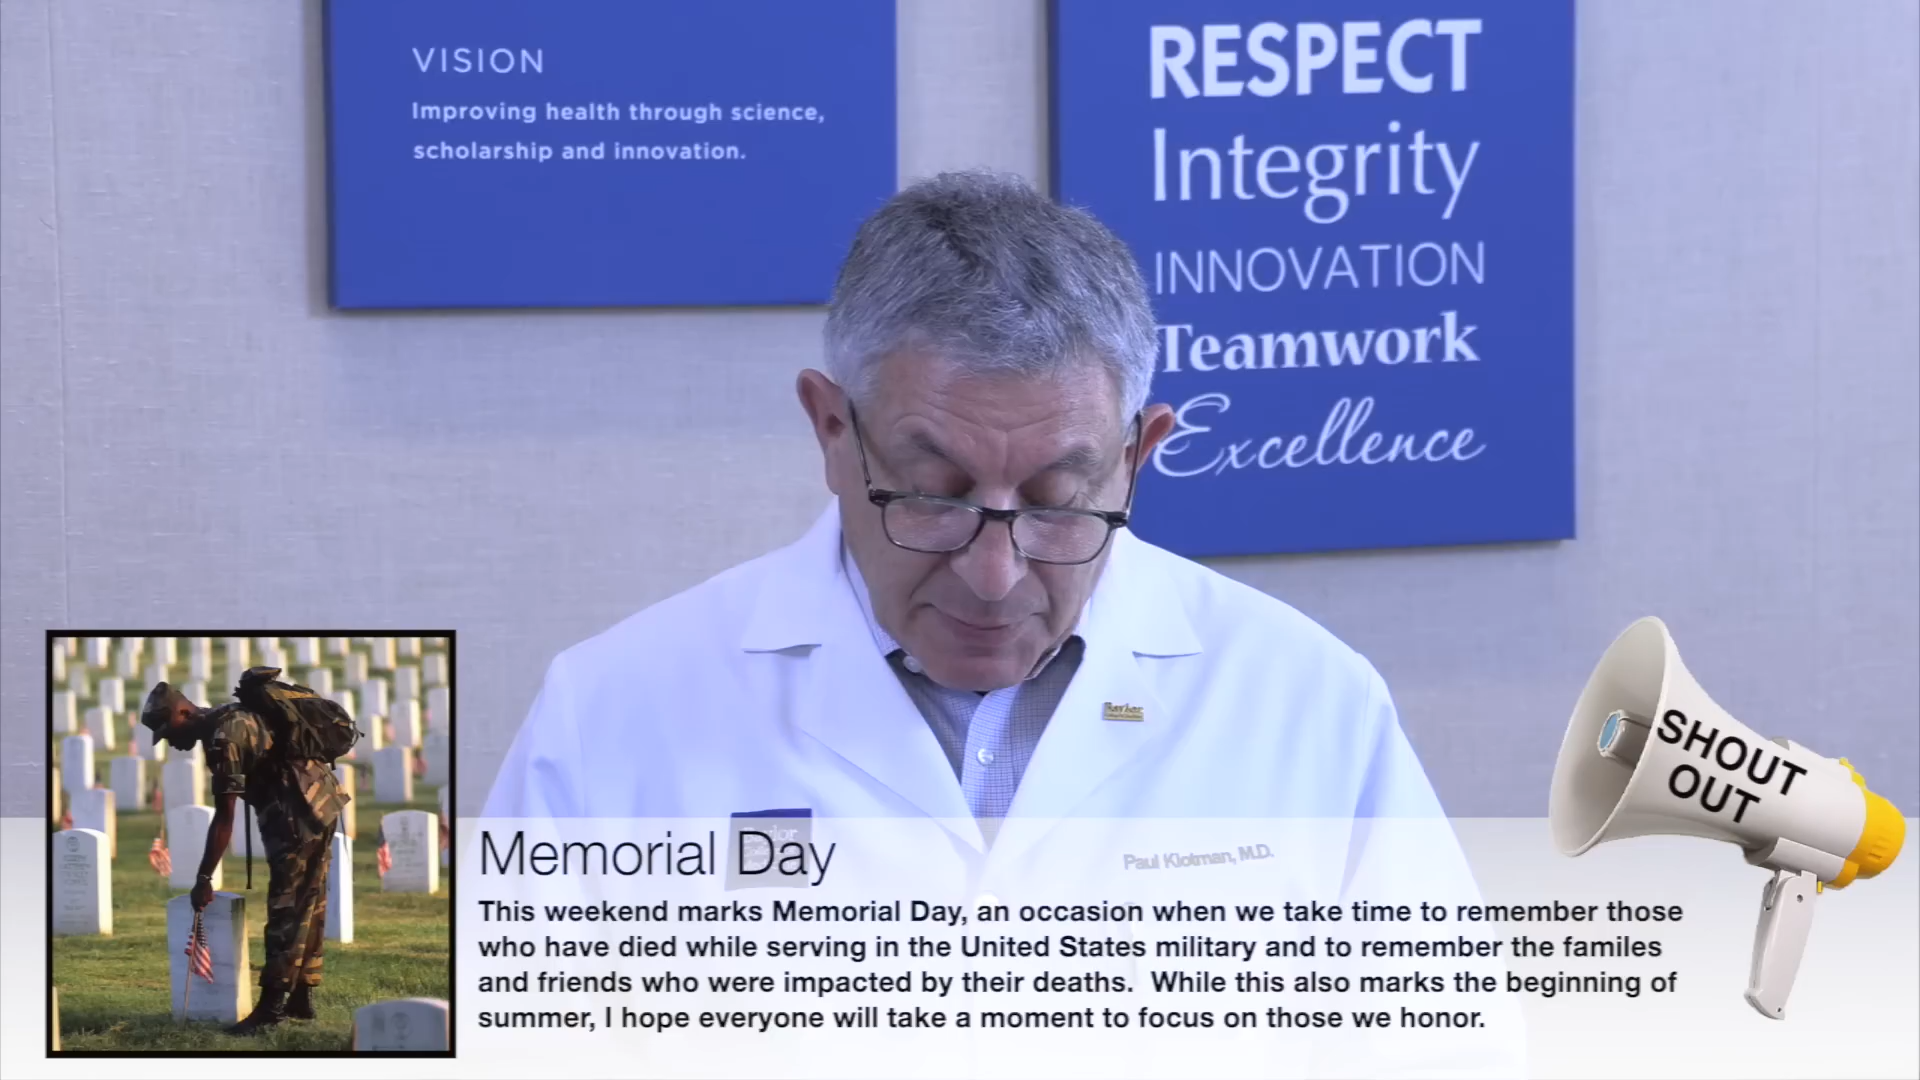 VISION
Improving health through science,
scholarship and innovation.
RESPECT
Integrity
INNOVATION
Teamwork
Excellence
Baylor
SHOUT
OUT
Paul Klotman, M.D.
Memorial Day
This weekend marks Memorial Day, an occasion when we take time to remember those
who have died while serving in the United States military and to remember the familes
and friends who were impacted by their deaths. While this also marks the beginning of
summer, I hope everyone will take a moment to focus on those we honor.